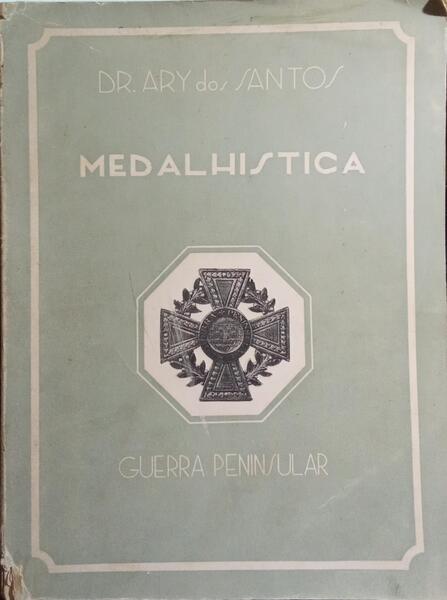 DR. ARY dos SANTOS
MEDALHISTICA
GUERRA PENINSULAR